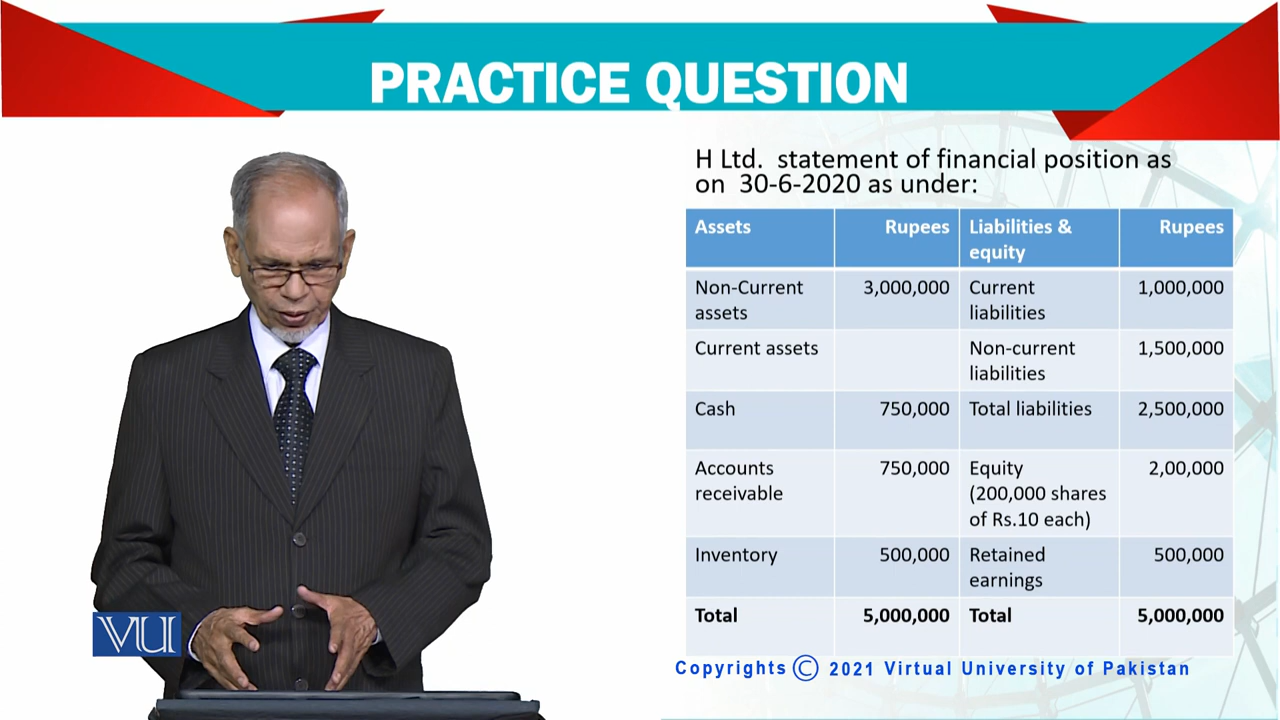 PRACTICE QUESTION
H Ltd. statement of financial position as
on 30-6-2020 as under:
Assets Rupees Liabilities & equity Rupees
Non-Current assets 3,000,000 Current liabilities 1,000,000
Current assets Non-current liabilities 1,500,000
Cash 750,000 Total liabilities 2,500,000
Accounts receivable 750,000 Equity (200,000 shares of Rs.10 each) 2,00,000
Inventory 500,000 Retained earnings 500,000
Total 5,000,000 Total 5,000,000
VU
Copyrights © 2021 Virtual University of Pakistan